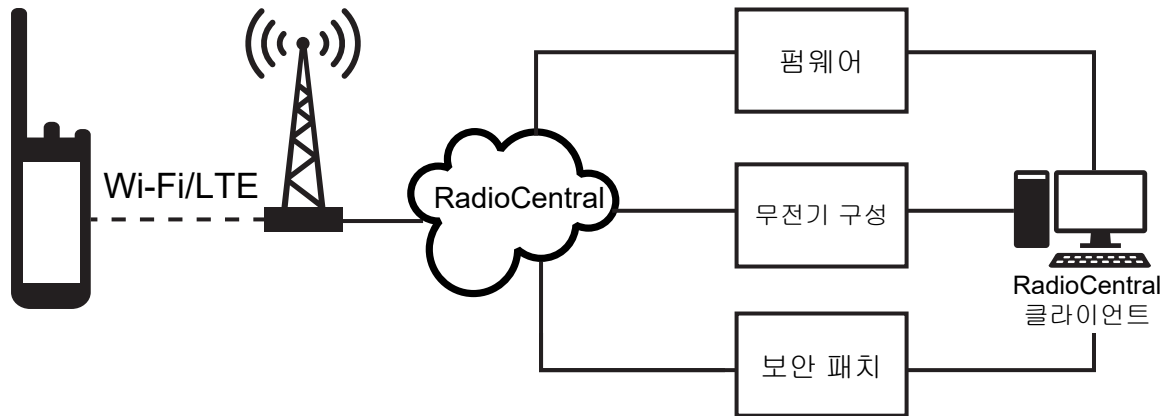 펌웨어
Wi-Fi/LTE
RadioCentral
무전기 구성
RadioCentral
클라이언트
보안 패치